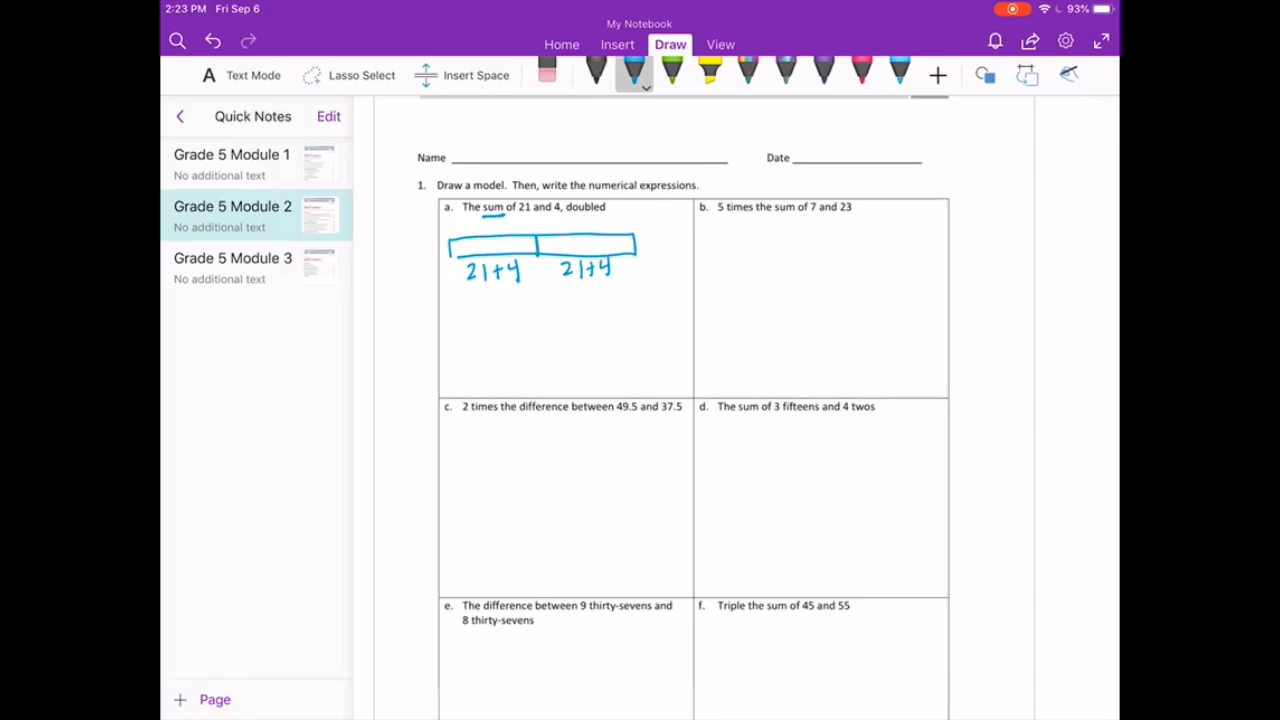 2:23 PM Fri Sep 6
93%
My Notebook
Home Insert Draw View
A Text Mode Lasso Select Insert Space
Quick Notes Edit
Grade 5 Module 1
No additional text
Grade 5 Module 2
No additional text
Grade 5 Module 3
No additional text
+ Page
Name Date
1. Draw a model. Then, write the numerical expressions.
a. The sum of 21 and 4, doubled
21+4 21+4
b. 5 times the sum of 7 and 23
c. 2 times the difference between 49.5 and 37.5
d. The sum of 3 fifteens and 4 twos
e. The difference between 9 thirty-sevens and
8 thirty-sevens
f. Triple the sum of 45 and 55